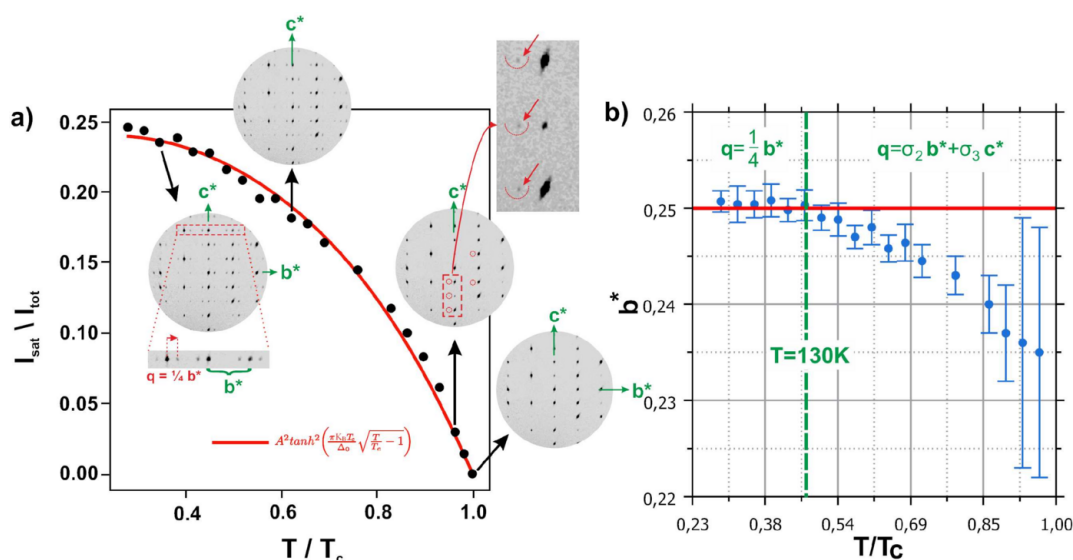 a)
I_sat \ I_tot
0.25
0.20
0.15
0.10
0.05
0.00
0.4 0.6 0.8 1.0
T / T_c
c*
c*
b*
q = ¼ b*
b*
c*
c*
b*
A²tanh²(πK_BT_c/Δ_0 √(T/T_c − 1))
b)
b*
0,26
0,25
0,24
0,23
0,22
q=1/4 b*
q=σ₂ b*+σ₃ c*
T=130K
0,23 0,38 0,54 0,69 0,85 1,00
T/Tc